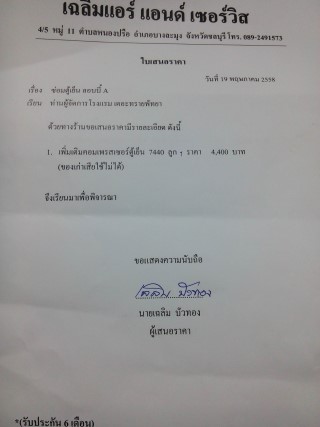 เฉลิมแอร์ แอนด์ เซอร์วิส
4/5 หมู่ 11 ตำบลหนองปรือ อำเภอบางละมุง จังหวัดชลบุรี โทร. 089-2491573
ใบเสนอราคา
วันที่ 19 พฤษภาคม 2558
เรื่อง ซ่อมตู้เย็น ลอบบี้ A
เรียน ท่านผู้จัดการโรงแรม เดอะทรายพัทยา
ด้วยทางร้านขอเสนอราคามีรายละเอียด ดังนี้
1. เพิ่มเติมคอมเพรสเซอร์ตู้เย็น 7440 ลูก ราคา 4,400 บาท
(ของเก่าเสียใช้ไม่ได้)
จึงเรียนมาเพื่อพิจารณา
ขอแสดงความนับถือ
เฉลิม บัวทอง
นายเฉลิม บัวทอง
ผู้เสนอราคา
*(รับประกัน 6 เดือน)